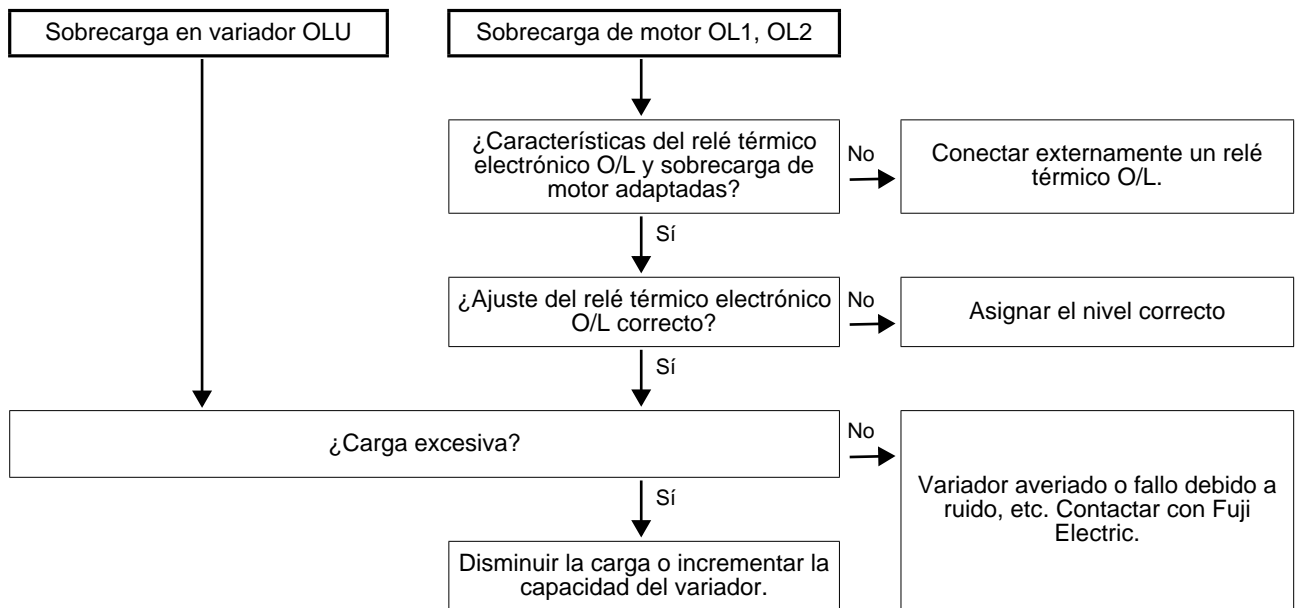 Sobrecarga en variador OLU
Sobrecarga de motor OL1, OL2
¿Características del relé térmico
electrónico O/L y sobrecarga de
motor adaptadas?
No
Conectar externamente un relé
térmico O/L.
Sí
¿Ajuste del relé térmico electrónico
O/L correcto?
No
Asignar el nivel correcto
Sí
¿Carga excesiva?
No
Variador averiado o fallo debido a
ruido, etc. Contactar con Fuji
Electric.
Sí
Disminuir la carga o incrementar la
capacidad del variador.